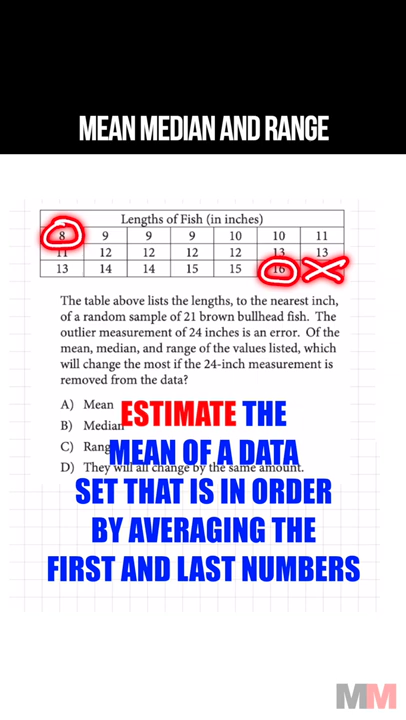 MEAN MEDIAN AND RANGE
Lengths of Fish (in inches)
8 9 9 9 10 10 11
11 12 12 12 12 13 13
13 14 14 15 15 16
The table above lists the lengths, to the nearest inch,
of a random sample of 21 brown bullhead fish. The
outlier measurement of 24 inches is an error. Of the
mean, median, and range of the values listed, which
will change the most if the 24-inch measurement is
removed from the data?
A) Mean
B) Median
C) Rang
D) They will all change by the same amount.
ESTIMATE THE
MEAN OF A DATA
SET THAT IS IN ORDER
BY AVERAGING THE
FIRST AND LAST NUMBERS
MM